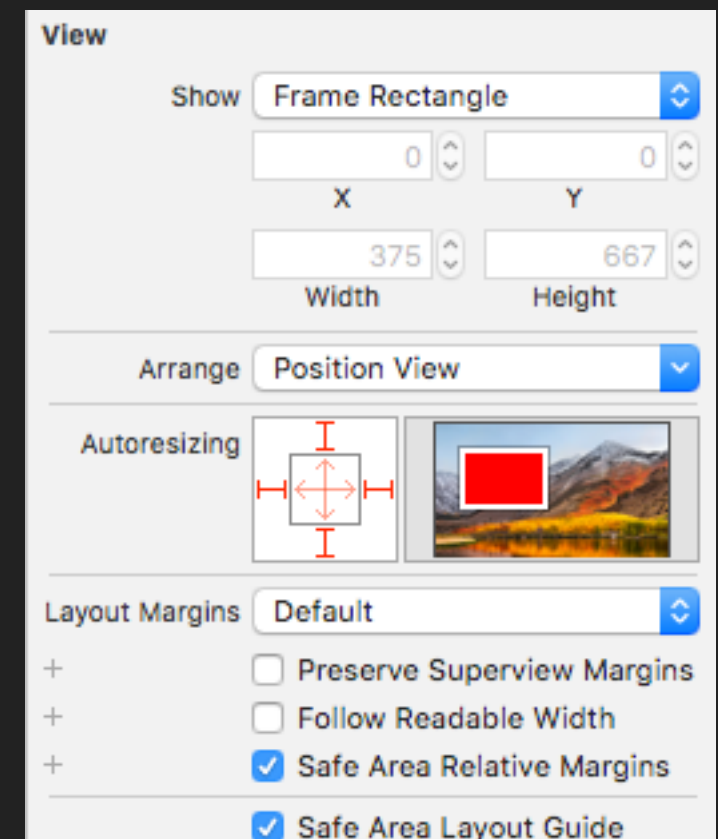 View
Show Frame Rectangle
0 0
X Y
375 667
Width Height
Arrange Position View
Autoresizing
Layout Margins Default
+ Preserve Superview Margins
+ Follow Readable Width
+ Safe Area Relative Margins
Safe Area Layout Guide